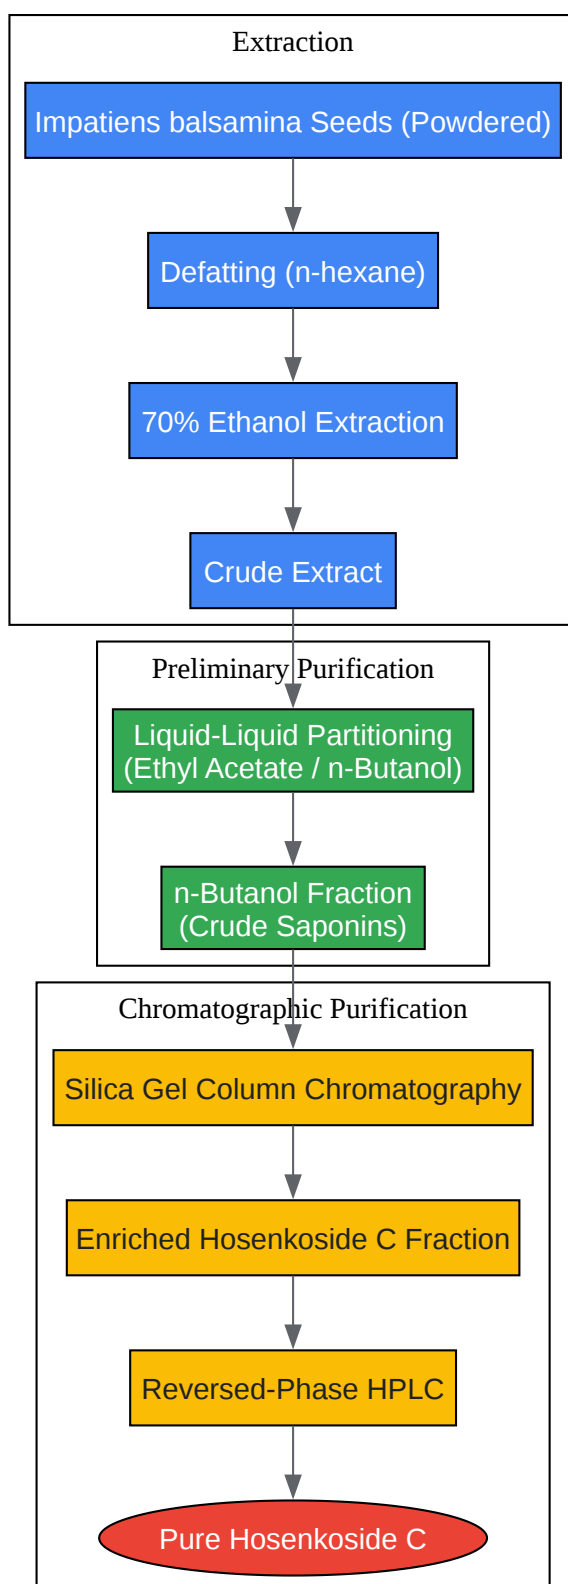 Extraction
Impatiens balsamina Seeds (Powdered)
Defatting (n-hexane)
70% Ethanol Extraction
Crude Extract
Preliminary Purification
Liquid-Liquid Partitioning
(Ethyl Acetate / n-Butanol)
n-Butanol Fraction
(Crude Saponins)
Chromatographic Purification
Silica Gel Column Chromatography
Enriched Hosenkoside C Fraction
Reversed-Phase HPLC
Pure Hosenkoside C